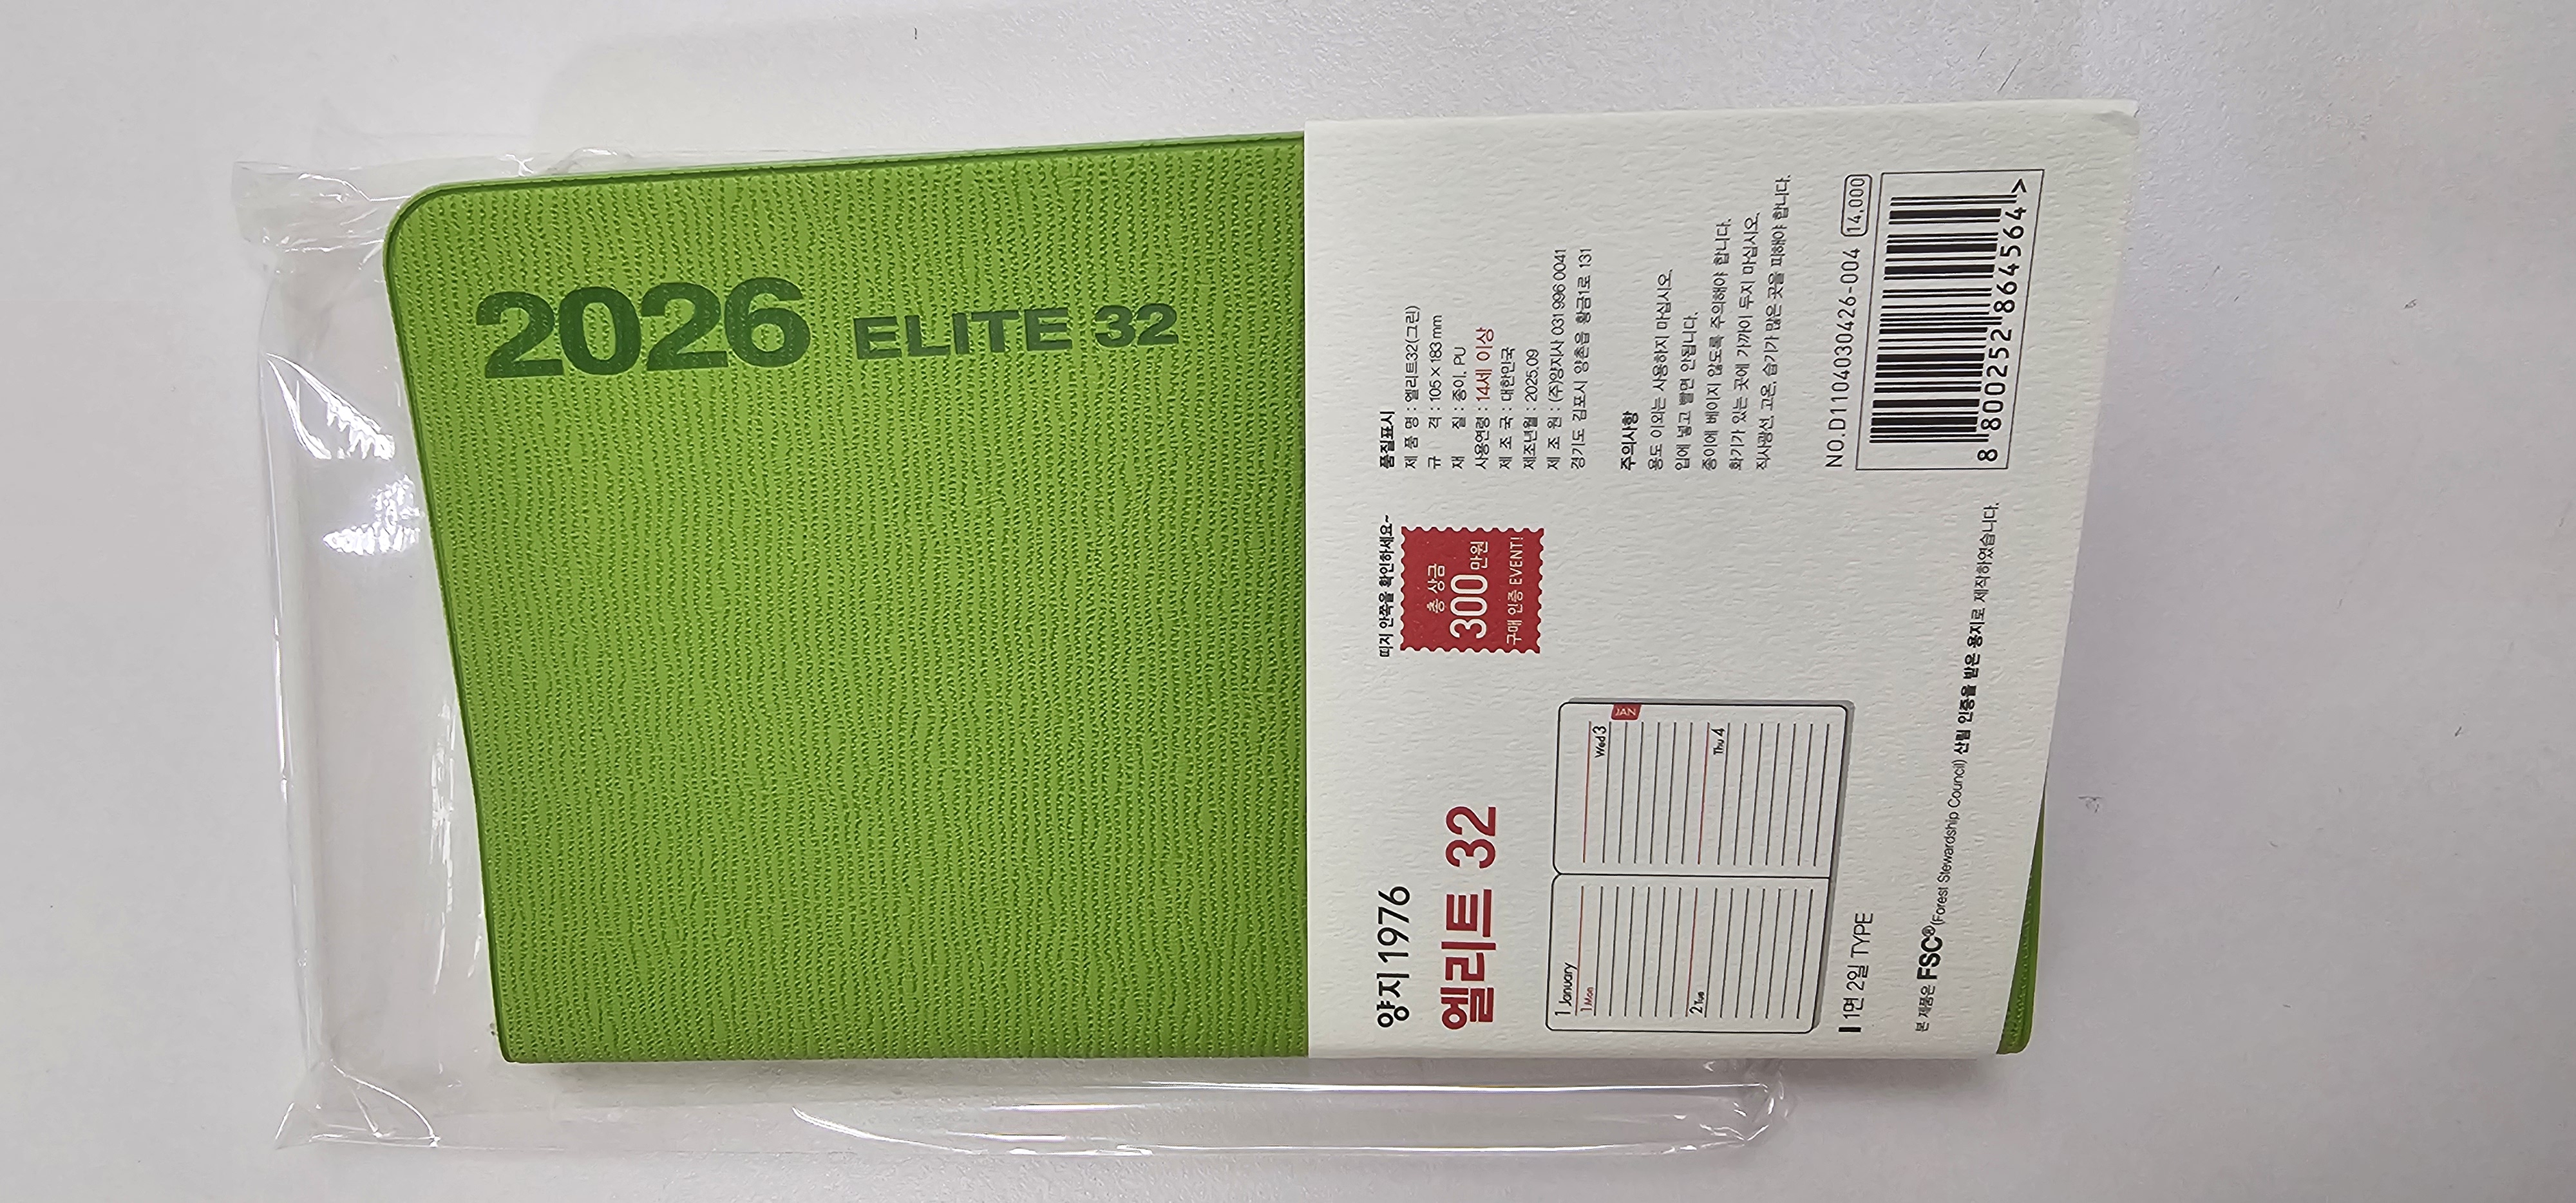 2026 ELITE 32
양지1976
엘리트 32
1 January
1 Mon
2 Tue
JAN
Wed 3
Thu 4
1면 2일 TYPE
본 제품은 FSC®(Forest Stewardship Council) 산림 인증을 받은 용지로 제작하였습니다.
띠지 안쪽을 확인하세요~
총 상금
300만원
구매 인증 EVENT!
품질표시
제 품 명 : 엘리트32(그린)
규 격 : 105 × 183 mm
재 질 : 종이, PU
사용연령 : 14세 이상
제 조 국 : 대한민국
제조년월 : 2025.09
제 조 원 : (주)양지사 031 996 0041
경기도 김포시 양촌읍 황금1로 131
주의사항
용도 이외는 사용하지 마십시오.
입에 넣고 빨면 안됩니다.
종이에 베이지 않도록 주의해야 합니다.
화기가 있는 곳에 가까이 두지 마십시오.
직사광선, 고온, 습기가 많은 곳을 피해야 합니다.
NO.D1104030426-004 14,000
8 800252 864564 >